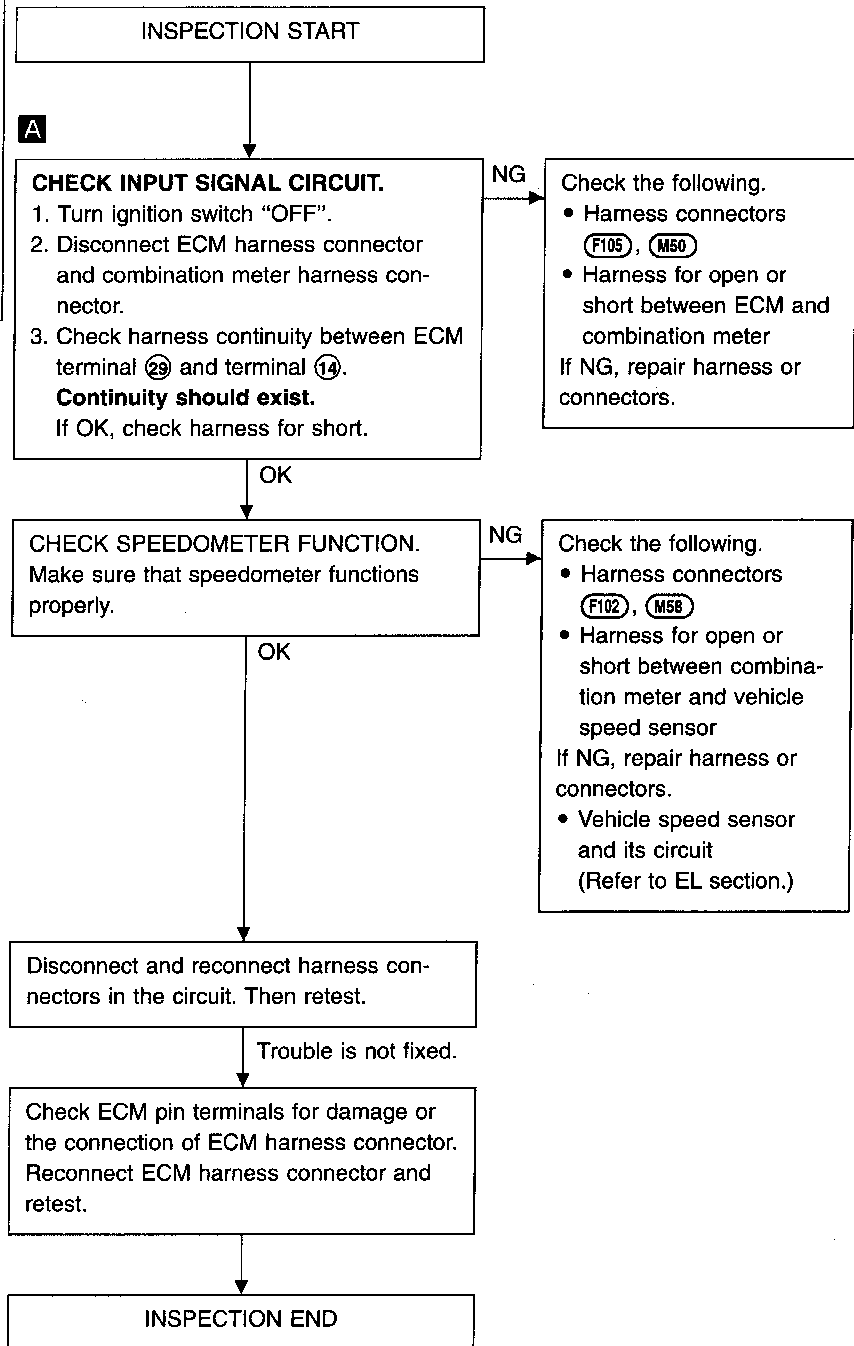 INSPECTION START
A
CHECK INPUT SIGNAL CIRCUIT.
1. Turn ignition switch “OFF”.
2. Disconnect ECM harness connector
and combination meter harness con-
nector.
3. Check harness continuity between ECM
terminal 29 and terminal 14.
Continuity should exist.
If OK, check harness for short.
NG
Check the following.
• Harness connectors
F105, M50
• Harness for open or
short between ECM and
combination meter
If NG, repair harness or
connectors.
OK
CHECK SPEEDOMETER FUNCTION.
Make sure that speedometer functions
properly.
NG
Check the following.
• Harness connectors
F102, M58
• Harness for open or
short between combina-
tion meter and vehicle
speed sensor
If NG, repair harness or
connectors.
• Vehicle speed sensor
and its circuit
(Refer to EL section.)
OK
Disconnect and reconnect harness con-
nectors in the circuit. Then retest.
Trouble is not fixed.
Check ECM pin terminals for damage or
the connection of ECM harness connector.
Reconnect ECM harness connector and
retest.
INSPECTION END